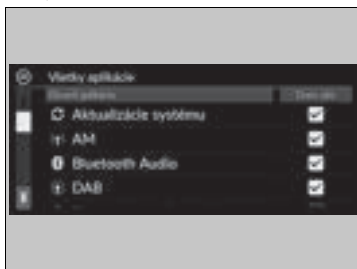 Všetky aplikácie
Aktualizácie systému
AM
Bluetooth Audio
DAB